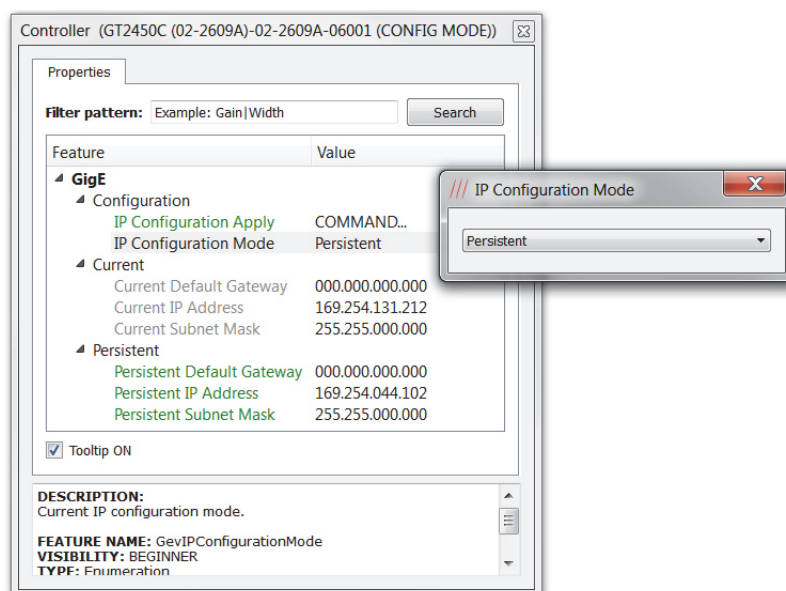 Controller  (GT2450C (02-2609A)-02-2609A-06001 (CONFIG MODE))
Properties
Filter pattern: Example: Gain|Width Search
Feature Value
GigE
Configuration
IP Configuration Apply COMMAND...
IP Configuration Mode Persistent
Current
Current Default Gateway 000.000.000.000
Current IP Address 169.254.131.212
Current Subnet Mask 255.255.000.000
Persistent
Persistent Default Gateway 000.000.000.000
Persistent IP Address 169.254.044.102
Persistent Subnet Mask 255.255.000.000
Tooltip ON
DESCRIPTION:
Current IP configuration mode.
FEATURE NAME: GevIPConfigurationMode
VISIBILITY: BEGINNER
TYPE: Enumeration
IP Configuration Mode
Persistent